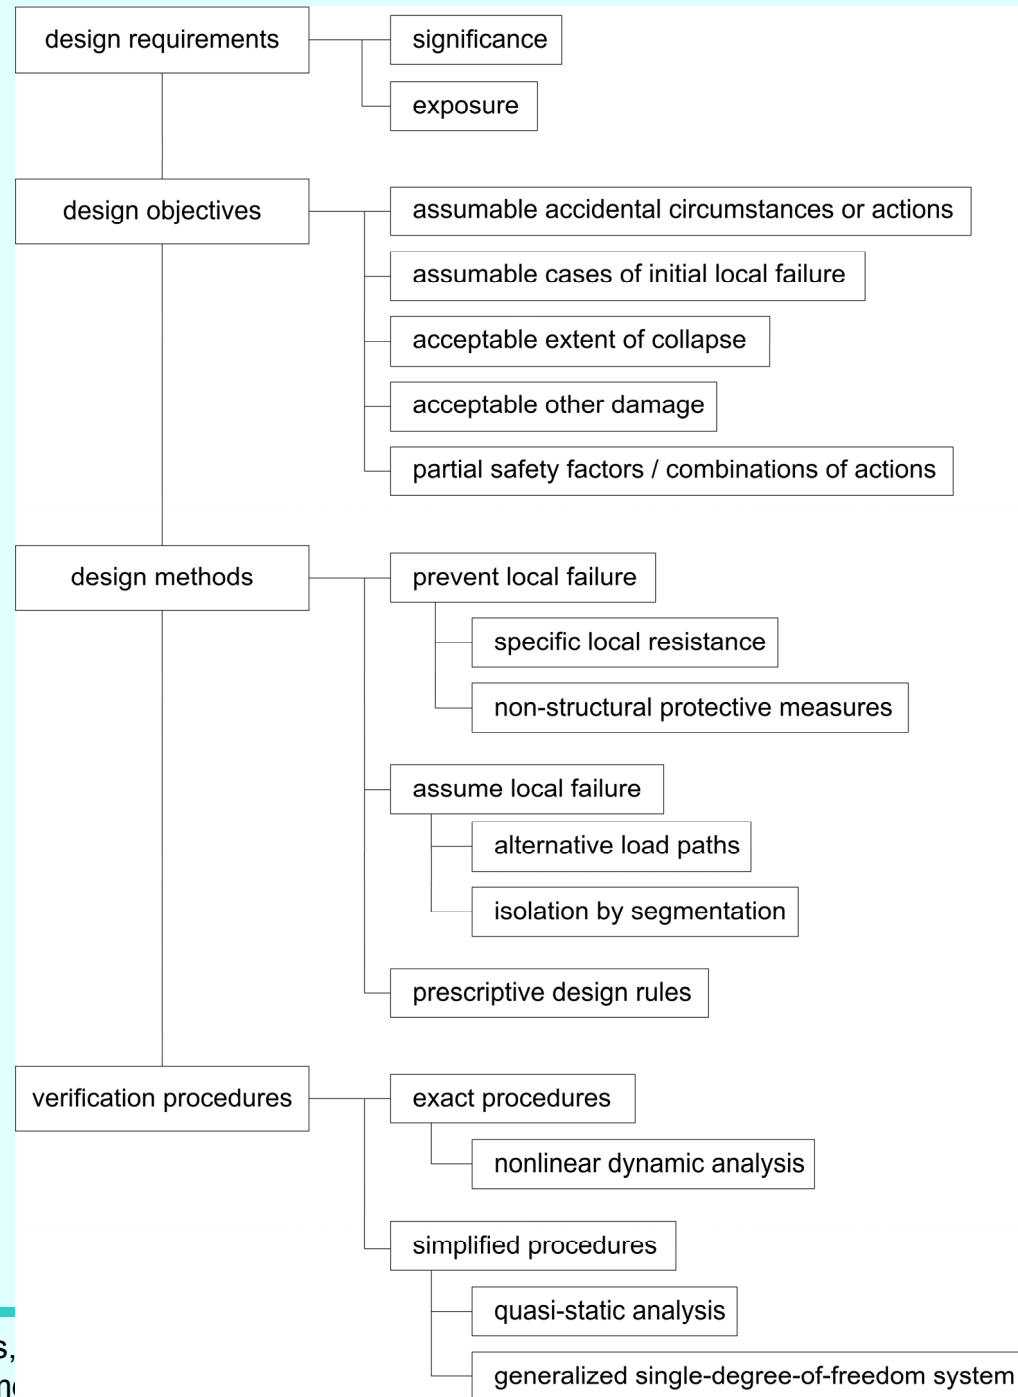 design requirements
significance
exposure
design objectives
assumable accidental circumstances or actions
assumable cases of initial local failure
acceptable extent of collapse
acceptable other damage
partial safety factors / combinations of actions
design methods
prevent local failure
specific local resistance
non-structural protective measures
assume local failure
alternative load paths
isolation by segmentation
prescriptive design rules
verification procedures
exact procedures
nonlinear dynamic analysis
simplified procedures
quasi-static analysis
generalized single-degree-of-freedom system